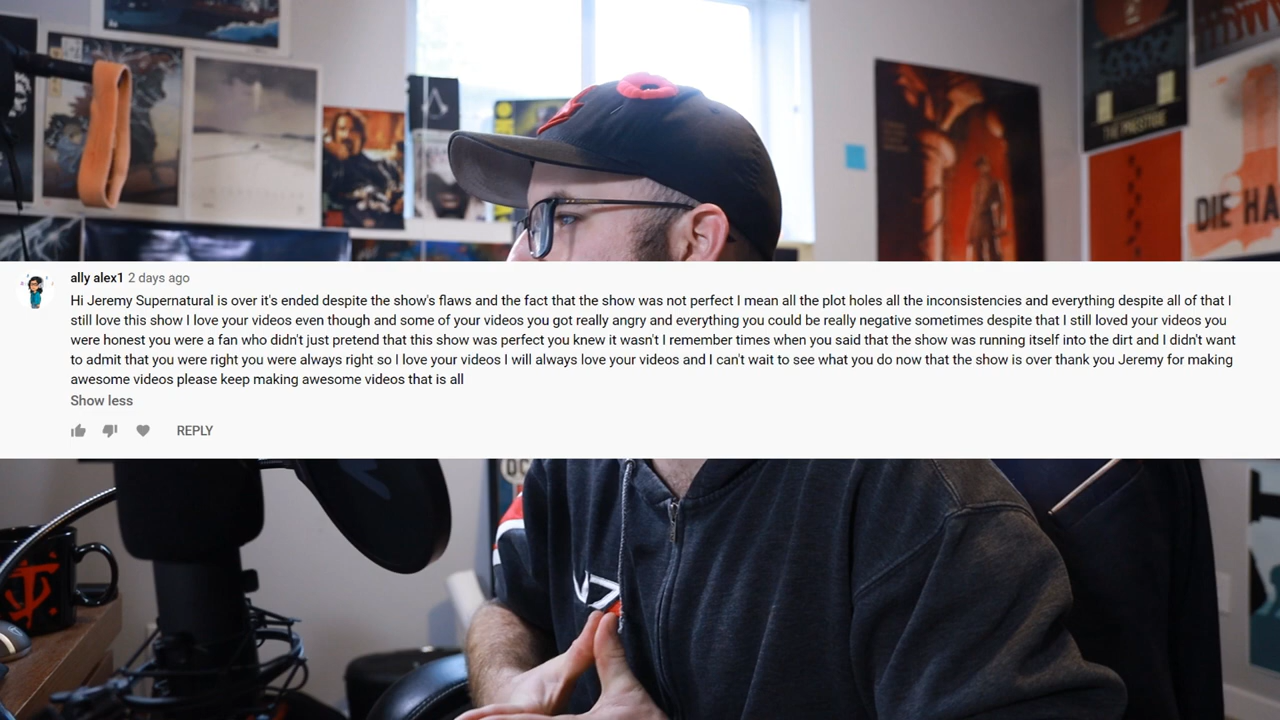 THE PRESTIGE
DIE HA
OC
N7
ally alex1 2 days ago
Hi Jeremy Supernatural is over it's ended despite the show's flaws and the fact that the show was not perfect I mean all the plot holes all the inconsistencies and everything despite all of that I
still love this show I love your videos even though and some of your videos you got really angry and everything you could be really negative sometimes despite that I still loved your videos you
were honest you were a fan who didn't just pretend that this show was perfect you knew it wasn't I remember times when you said that the show was running itself into the dirt and I didn't want
to admit that you were right you were always right so I love your videos I will always love your videos and I can't wait to see what you do now that the show is over thank you Jeremy for making
awesome videos please keep making awesome videos that is all
Show less
REPLY